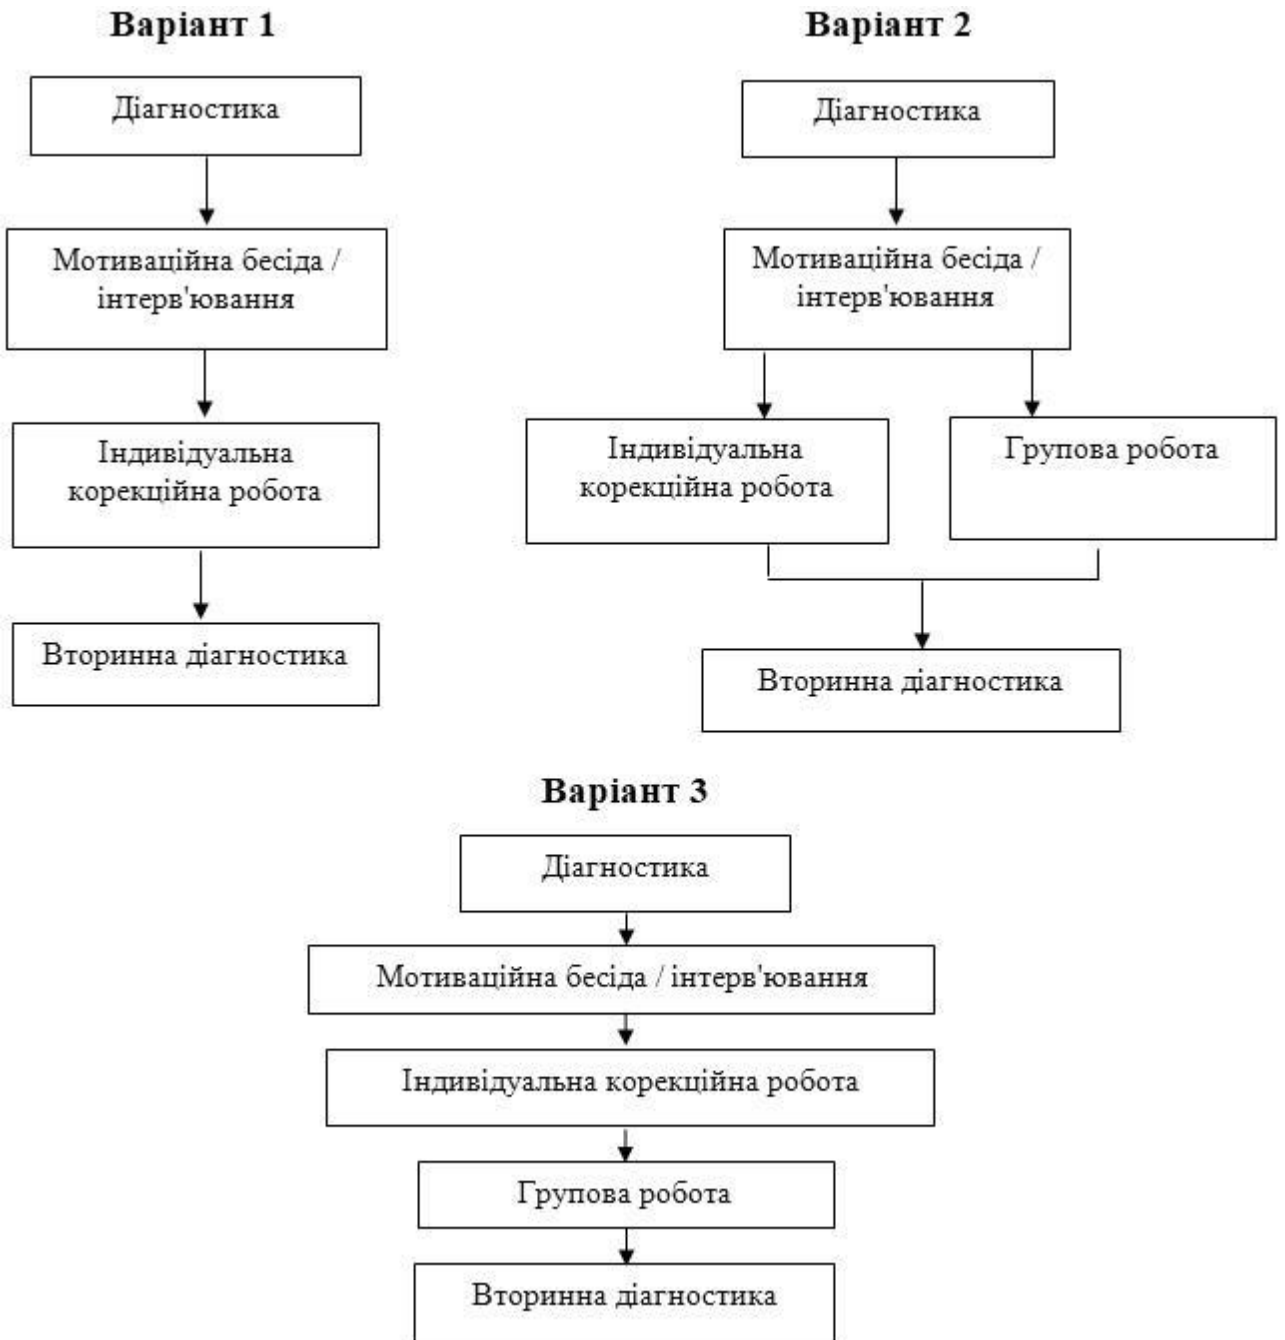 Варіант 1
Діагностика
Мотиваційна бесіда /
інтерв'ювання
Індивідуальна
корекційна робота
Вторинна діагностика
Варіант 2
Діагностика
Мотиваційна бесіда /
інтерв'ювання
Індивідуальна
корекційна робота
Групова робота
Вторинна діагностика
Варіант 3
Діагностика
Мотиваційна бесіда / інтерв'ювання
Індивідуальна корекційна робота
Групова робота
Вторинна діагностика